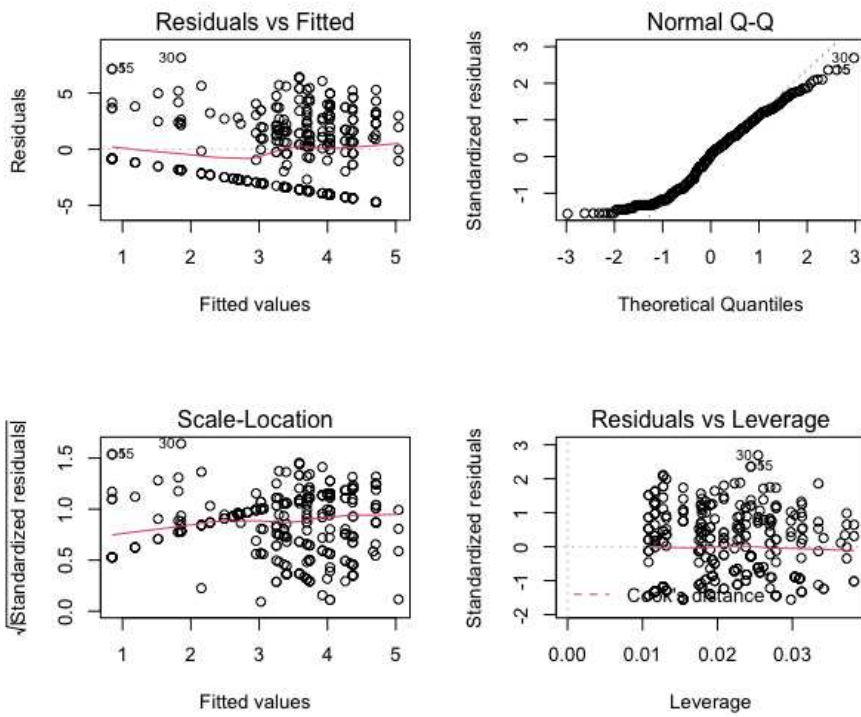 Residuals vs Fitted
30
5
0
-5
Residuals
1 2 3 4 5
Fitted values
Normal Q-Q
30
3
2
1
0
-1
Standardized residuals
-3 -2 -1 0 1 2 3
Theoretical Quantiles
Scale-Location
30
1.5
1.0
0.5
0.0
√|Standardized residuals|
1 2 3 4 5
Fitted values
Residuals vs Leverage
30
3
2
1
0
-1
-2
Standardized residuals
Cook's distance
0.00 0.01 0.02 0.03
Leverage